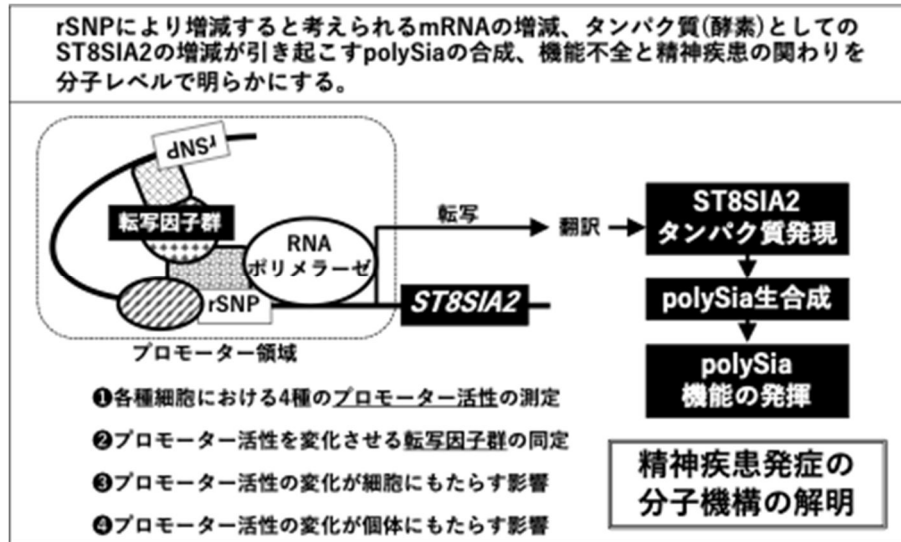 rSNPにより増減すると考えられるmRNAの増減、タンパク質(酵素)としての
ST8SIA2の増減が引き起こすpolySiaの合成、機能不全と精神疾患の関わりを
分子レベルで明らかにする。
rSNP
転写因子群
RNA
ポリメラーゼ
rSNP
プロモーター領域
転写
翻訳
ST8SIA2
ST8SIA2
タンパク質発現
polySia生合成
polySia
機能の発揮
❶各種細胞における4種のプロモーター活性の測定
❷プロモーター活性を変化させる転写因子群の同定
❸プロモーター活性の変化が細胞にもたらす影響
❹プロモーター活性の変化が個体にもたらす影響
精神疾患発症の
分子機構の解明